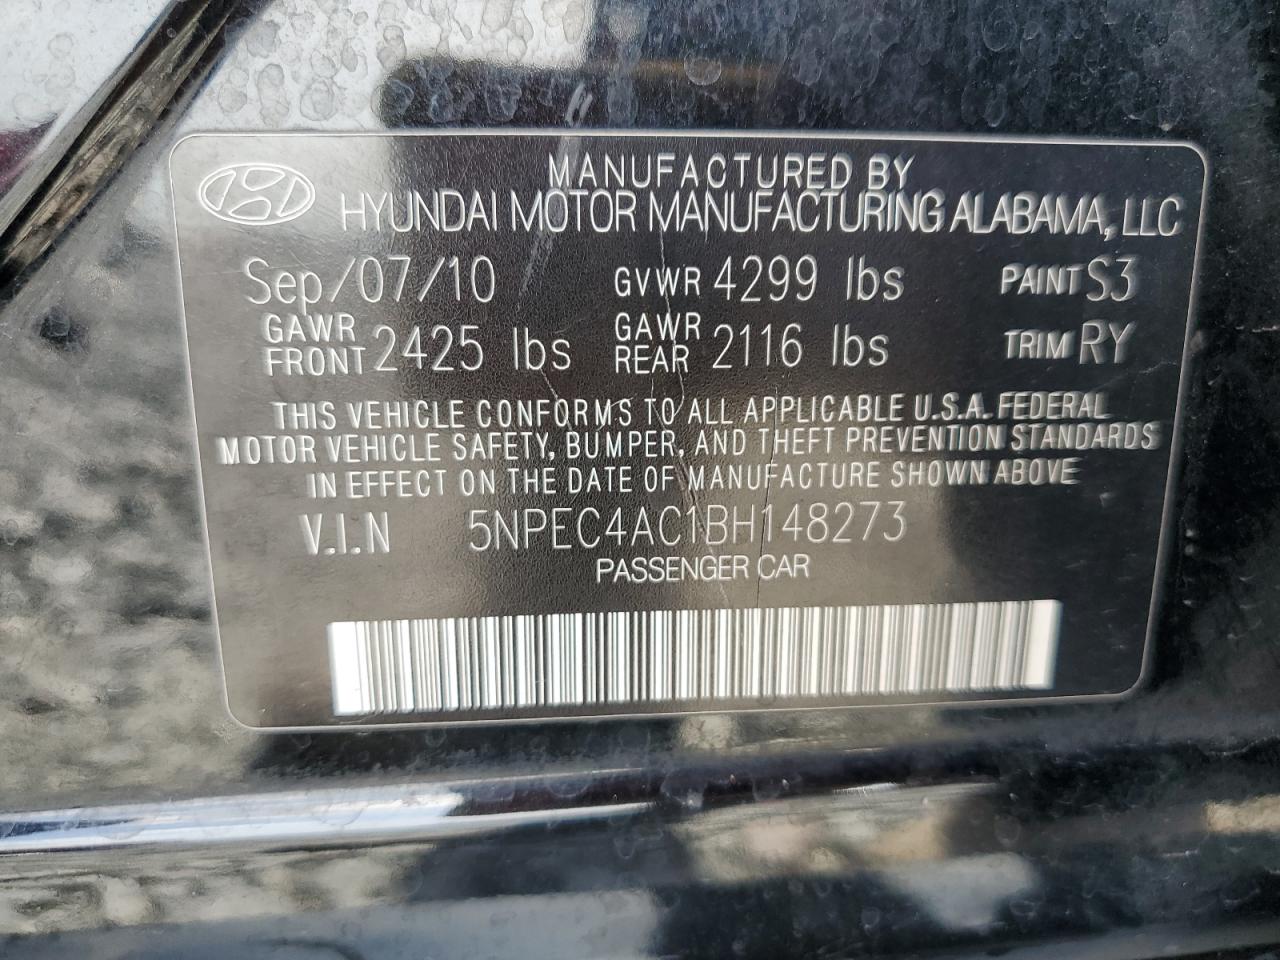 MANUFACTURED BY
HYUNDAI MOTOR MANUFACTURING ALABAMA, LLC
Sep/07/10 GVWR 4299 lbs PAINT S3
GAWR FRONT 2425 lbs GAWR REAR 2116 lbs TRIM RY
THIS VEHICLE CONFORMS TO ALL APPLICABLE U.S.A. FEDERAL
MOTOR VEHICLE SAFETY, BUMPER, AND THEFT PREVENTION STANDARDS
IN EFFECT ON THE DATE OF MANUFACTURE SHOWN ABOVE
V.I.N 5NPEC4AC1BH148273
PASSENGER CAR